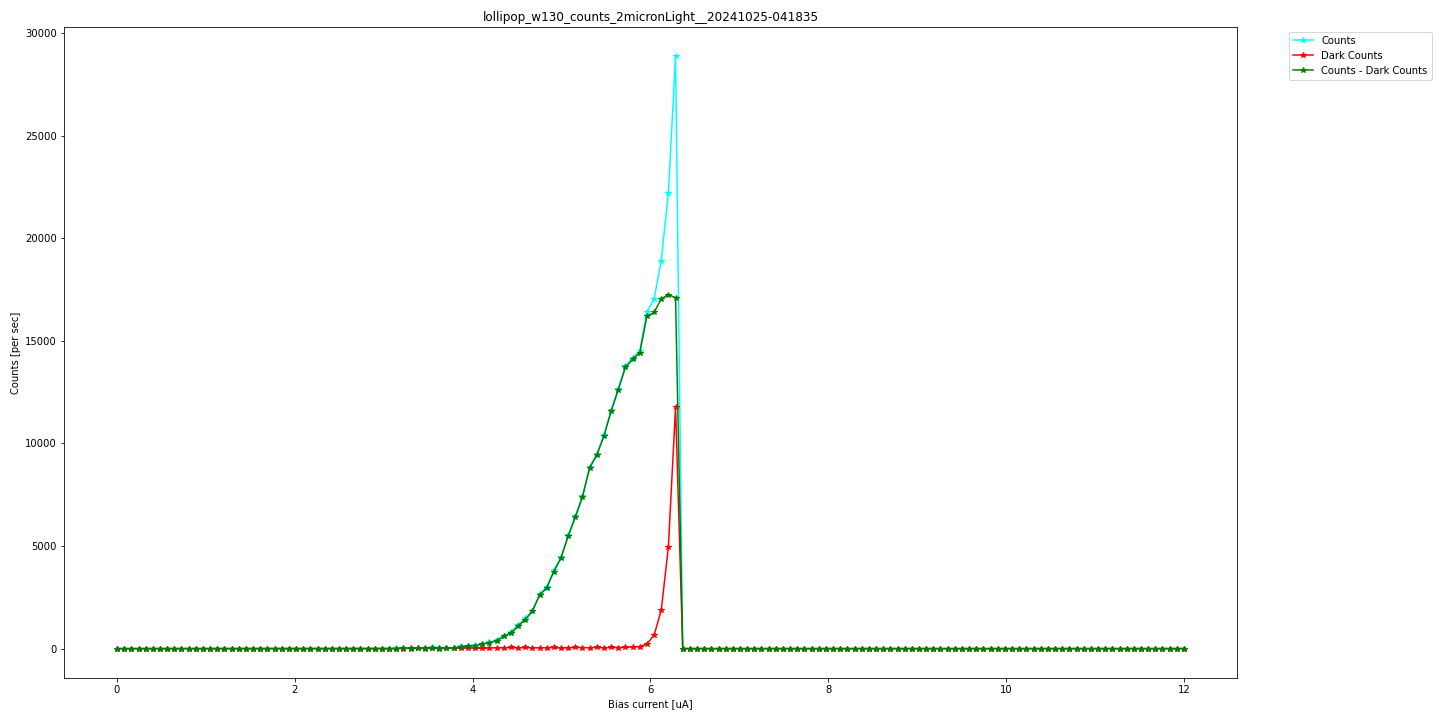 lollipop_w130_counts_2micronLight__20241025-041835
30000
25000
20000
15000
10000
5000
0
Counts [per sec]
0 2 4 6 8 10 12
Bias current [uA]
Counts
Dark Counts
Counts - Dark Counts